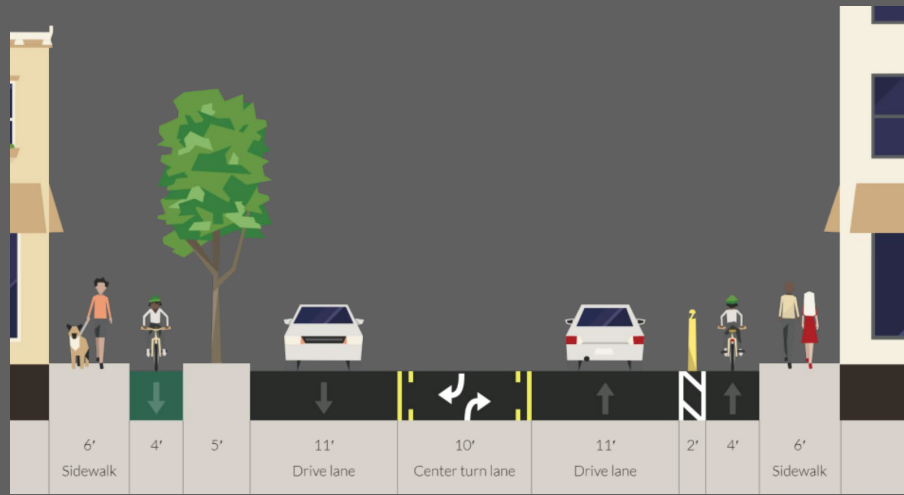 6'
Sidewalk
4'
5'
11'
Drive lane
10'
Center turn lane
11'
Drive lane
2'
4'
6'
Sidewalk